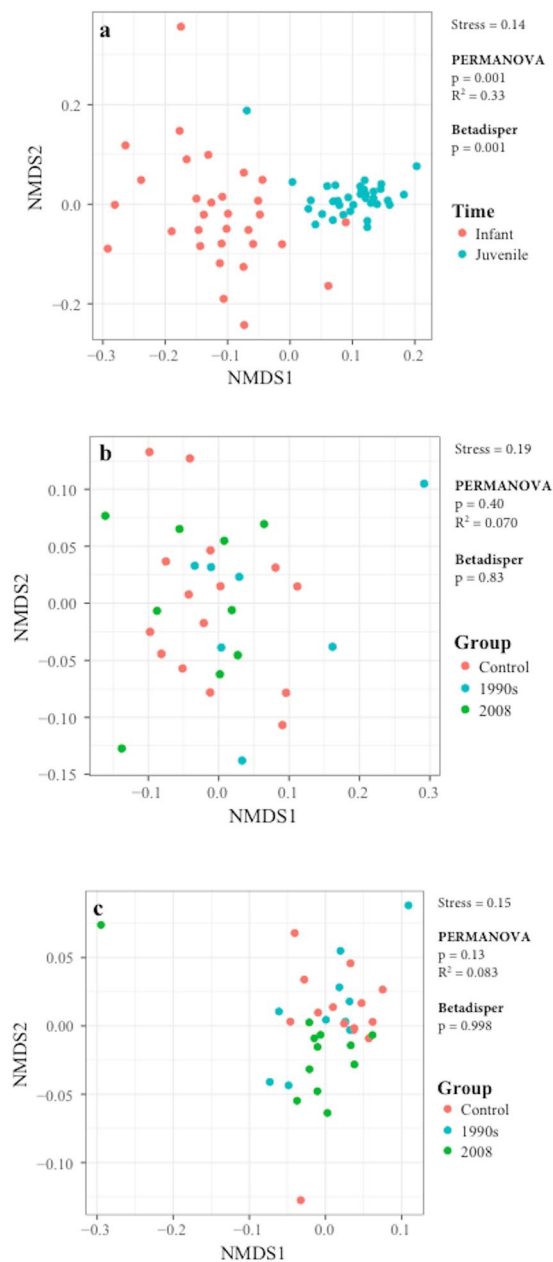 a
Stress = 0.14
PERMANOVA
p = 0.001
R² = 0.33
Betadisper
p = 0.001
Time
Infant
Juvenile
NMDS2
0.2
0.0
−0.2
−0.3 −0.2 −0.1 0.0 0.1 0.2
NMDS1
b
Stress = 0.19
PERMANOVA
p = 0.40
R² = 0.070
Betadisper
p = 0.83
Group
Control
1990s
2008
NMDS2
0.10
0.05
0.00
−0.05
−0.10
−0.15
−0.1 0.0 0.1 0.2 0.3
NMDS1
c
Stress = 0.15
PERMANOVA
p = 0.13
R² = 0.083
Betadisper
p = 0.998
Group
Control
1990s
2008
NMDS2
0.05
0.00
−0.05
−0.10
−0.3 −0.2 −0.1 0.0 0.1
NMDS1